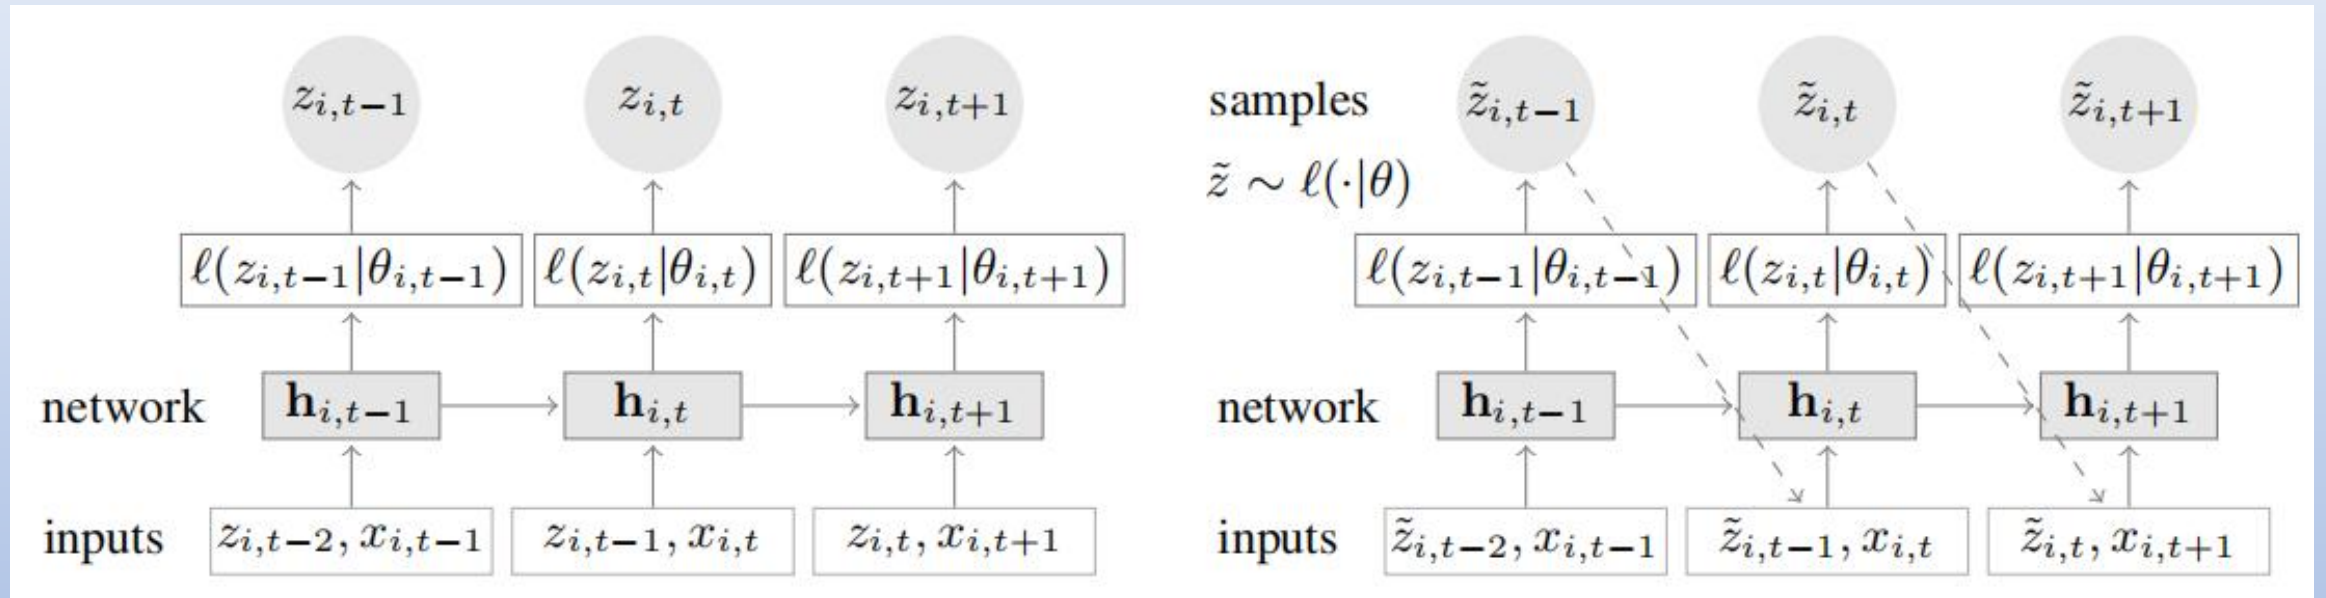 z_{i,t−1} z_{i,t} z_{i,t+1}
ℓ(z_{i,t−1}|θ_{i,t−1}) ℓ(z_{i,t}|θ_{i,t}) ℓ(z_{i,t+1}|θ_{i,t+1})
network h_{i,t−1} h_{i,t} h_{i,t+1}
inputs z_{i,t−2}, x_{i,t−1} z_{i,t−1}, x_{i,t} z_{i,t}, x_{i,t+1}
samples z̃_{i,t−1} z̃_{i,t} z̃_{i,t+1}
z̃ ∼ ℓ(·|θ)
ℓ(z_{i,t−1}|θ_{i,t−1}) ℓ(z_{i,t}|θ_{i,t}) ℓ(z_{i,t+1}|θ_{i,t+1})
network h_{i,t−1} h_{i,t} h_{i,t+1}
inputs z̃_{i,t−2}, x_{i,t−1} z̃_{i,t−1}, x_{i,t} z̃_{i,t}, x_{i,t+1}